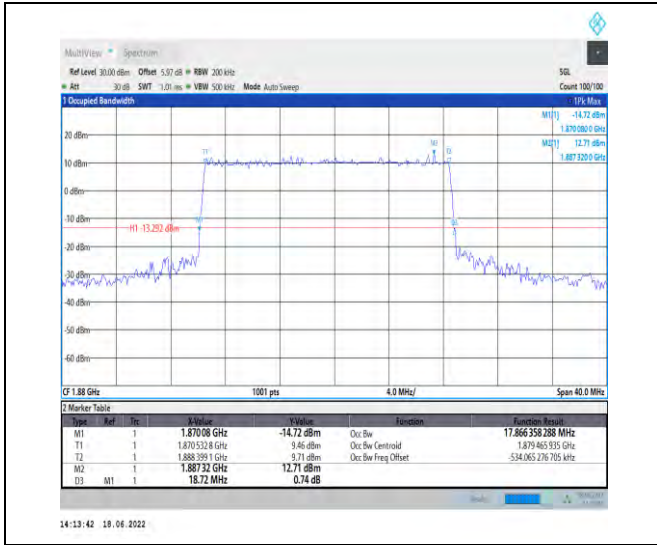 MultiView Spectrum
Ref Level 30.00 dBm Offset 5.97 dB RBW 200 kHz SGL
Att 30 dB SWT 1.01 ms VBW 500 kHz Mode Auto Sweep Count 100/100
1 Occupied Bandwidth 1Pk Max
M1[1] -14.72 dBm
1.870 080 0 GHz
M2[1] 12.71 dBm
1.887 320 0 GHz
20 dBm
T1 M2 T2
10 dBm
0 dBm
-10 dBm
H1 -13.292 dBm
-20 dBm
-30 dBm
-40 dBm
-50 dBm
-60 dBm
CF 1.88 GHz 1001 pts 4.0 MHz/ Span 40.0 MHz
2 Marker Table
Type Ref Trc X-Value Y-Value Function Function Result
M1 1 1.870 08 GHz -14.72 dBm Occ Bw 17.866 358 288 MHz
T1 1 1.870 532 8 GHz 9.46 dBm Occ Bw Centroid 1.879 465 935 GHz
T2 1 1.888 399 1 GHz 9.71 dBm Occ Bw Freq Offset -534.065 276 705 kHz
M2 1 1.887 32 GHz 12.71 dBm
D3 M1 1 18.72 MHz 0.74 dB
14:13:42 18.06.2022